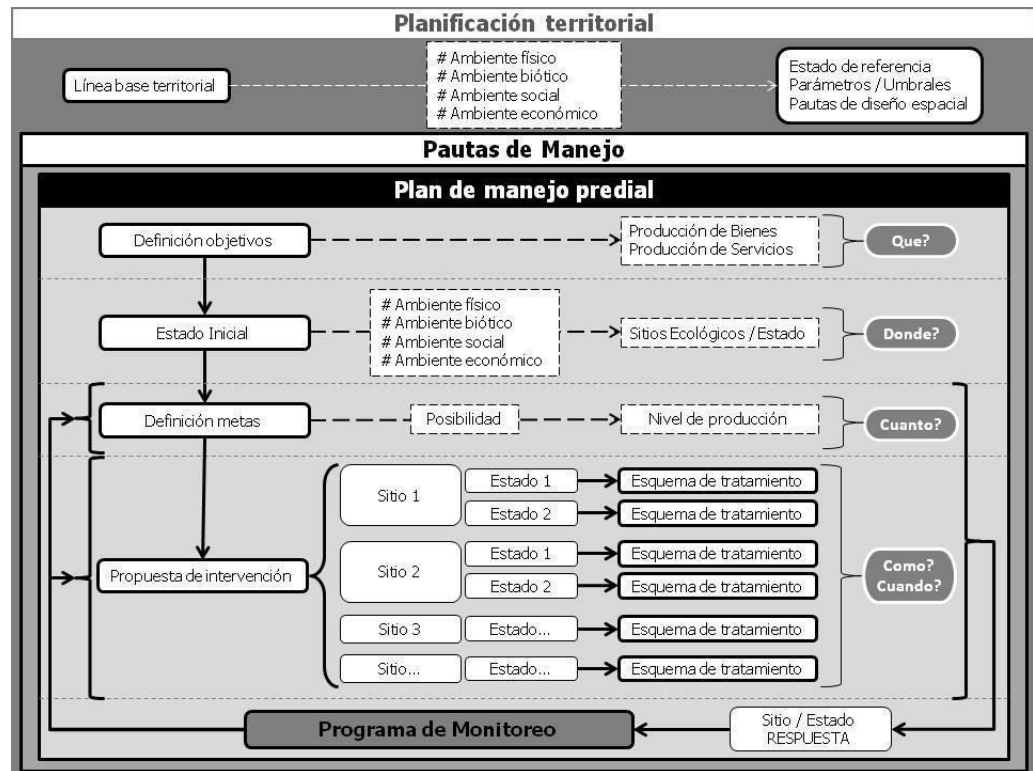 Planificación territorial
Línea base territorial
# Ambiente físico
# Ambiente biótico
# Ambiente social
# Ambiente económico
Estado de referencia
Parámetros / Umbrales
Pautas de diseño espacial
Pautas de Manejo
Plan de manejo predial
Definición objetivos
Producción de Bienes
Producción de Servicios
Que?
Estado Inicial
# Ambiente físico
# Ambiente biótico
# Ambiente social
# Ambiente económico
Sitios Ecológicos / Estado
Donde?
Definición metas
Posibilidad
Nivel de producción
Cuanto?
Propuesta de intervención
Sitio 1
Estado 1
Esquema de tratamiento
Estado 2
Esquema de tratamiento
Sitio 2
Estado 1
Esquema de tratamiento
Estado 2
Esquema de tratamiento
Sitio 3
Estado...
Esquema de tratamiento
Sitio...
Estado...
Esquema de tratamiento
Como?
Cuando?
Programa de Monitoreo
Sitio / Estado
RESPUESTA